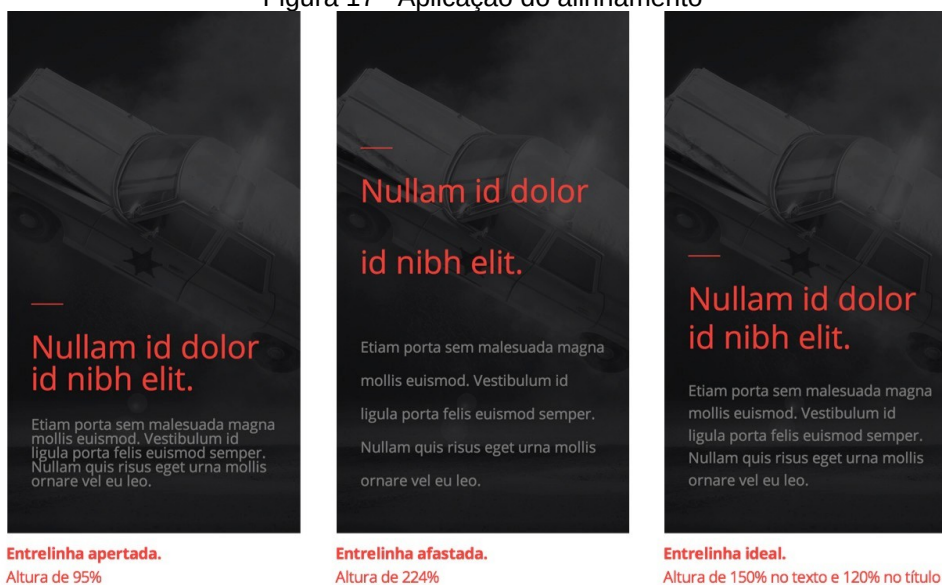 Figura 17 - Aplicação do alinhamento
Nullam id dolor
id nibh elit.
Etiam porta sem malesuada magna
mollis euismod. Vestibulum id
ligula porta felis euismod semper.
Nullam quis risus eget urna mollis
ornare vel eu leo.
Entrelinha apertada.
Altura de 95%
Nullam id dolor
id nibh elit.
Etiam porta sem malesuada magna
mollis euismod. Vestibulum id
ligula porta felis euismod semper.
Nullam quis risus eget urna mollis
ornare vel eu leo.
Entrelinha afastada.
Altura de 224%
Nullam id dolor
id nibh elit.
Etiam porta sem malesuada magna
mollis euismod. Vestibulum id
ligula porta felis euismod semper.
Nullam quis risus eget urna mollis
ornare vel eu leo.
Entrelinha ideal.
Altura de 150% no texto e 120% no título